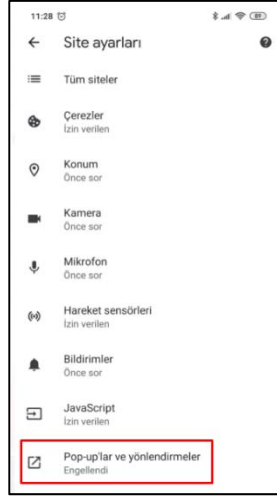 11:28
89
Site ayarları
Tüm siteler
Çerezler
İzin verilen
Konum
Önce sor
Kamera
Önce sor
Mikrofon
Önce sor
Hareket sensörleri
İzin verilen
Bildirimler
Önce sor
JavaScript
İzin verilen
Pop-up'lar ve yönlendirmeler
Engellendi